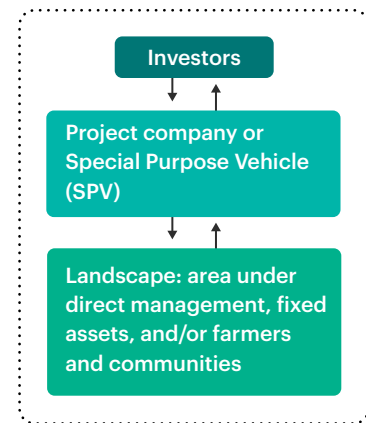 Investors
Project company or
Special Purpose Vehicle
(SPV)
Landscape: area under
direct management, fixed
assets, and/or farmers
and communities